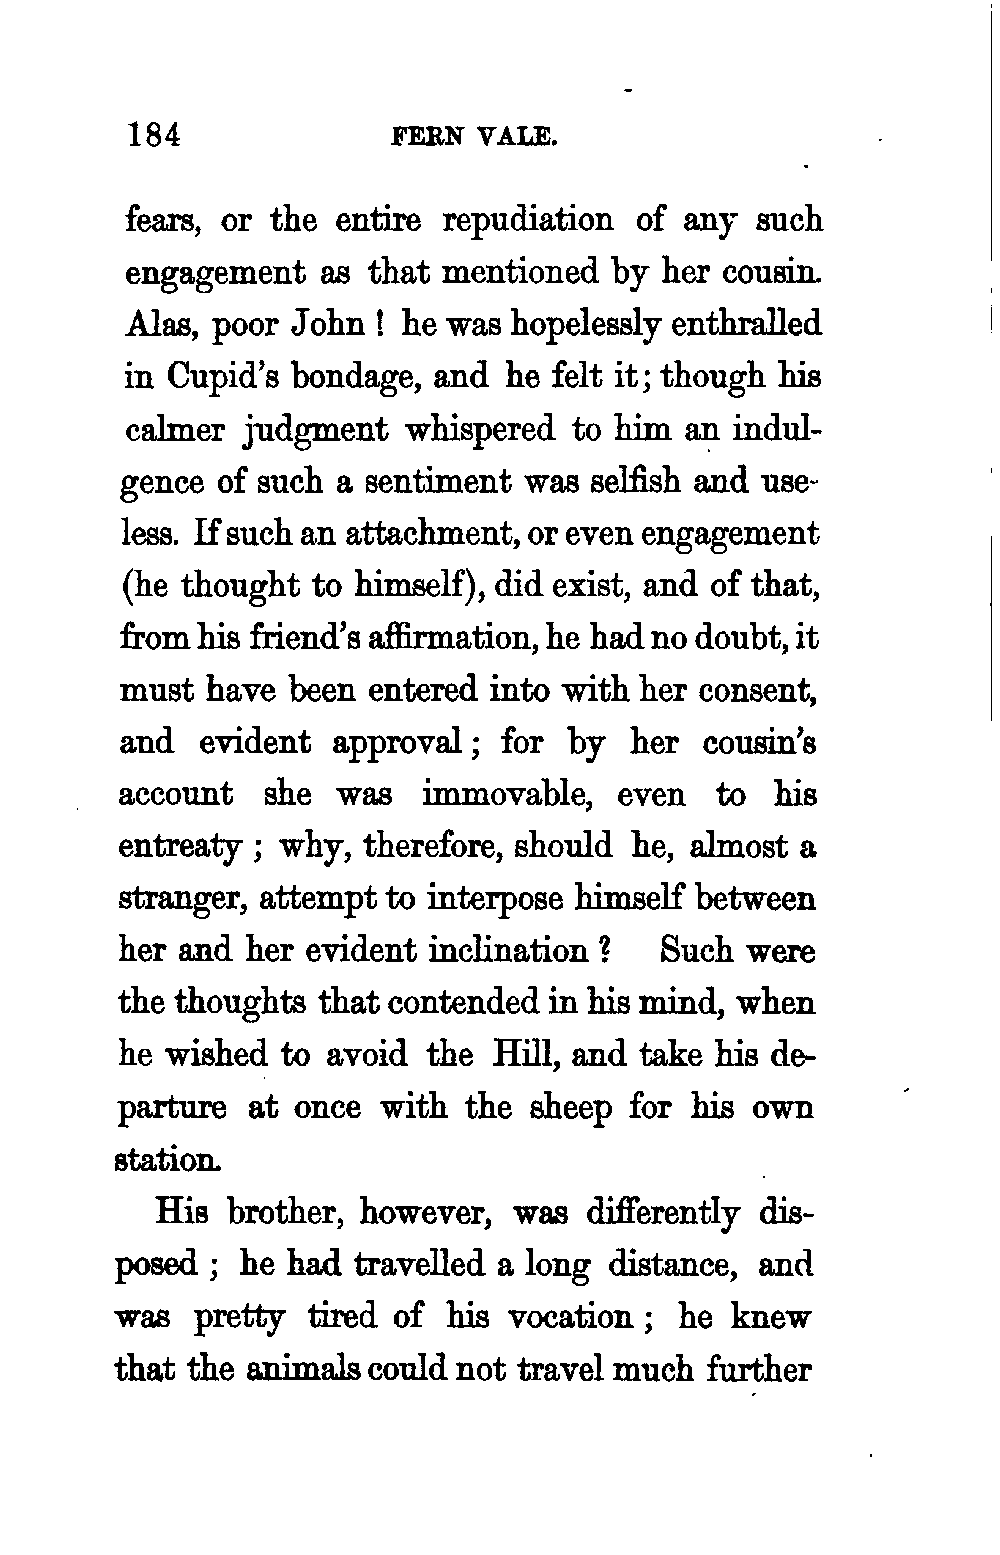 184 FERN VALE.
fears, or the entire repudiation of any such
engagement as that mentioned by her cousin.
Alas, poor John ! he was hopelessly enthralled
in Cupid's bondage, and he felt it; though his
calmer judgment whispered to him an indul-
gence of such a sentiment was selfish and use-
less. If such an attachment, or even engagement
(he thought to himself), did exist, and of that,
from his friend's affirmation, he had no doubt, it
must have been entered into with her consent,
and evident approval ; for by her cousin's
account she was immovable, even to his
entreaty ; why, therefore, should he, almost a
stranger, attempt to interpose himself between
her and her evident inclination ? Such were
the thoughts that contended in his mind, when
he wished to avoid the Hill, and take his de-
parture at once with the sheep for his own
station.
His brother, however, was differently dis-
posed ; he had travelled a long distance, and
was pretty tired of his vocation ; he knew
that the animals could not travel much further